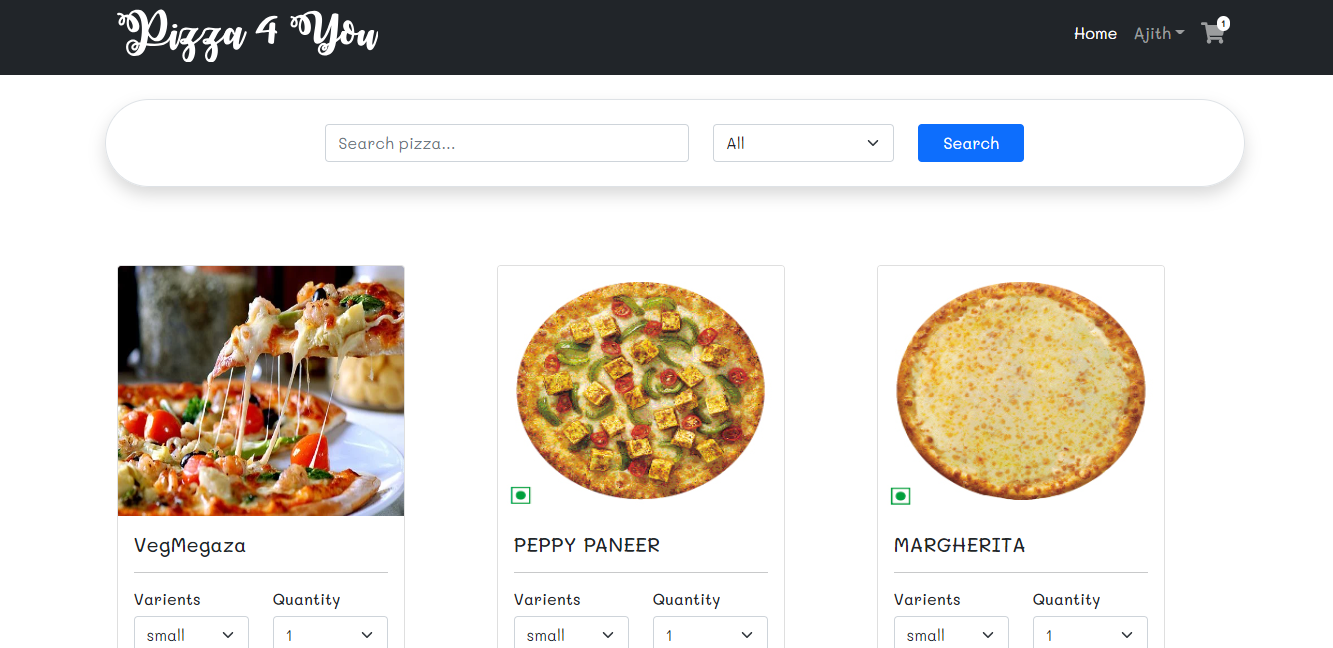 Pizza 4 You
Home Ajith 1
Search pizza... All Search
VegMegaza
PEPPY PANEER
MARGHERITA
Varients Quantity
small 1
Varients Quantity
small 1
Varients Quantity
small 1